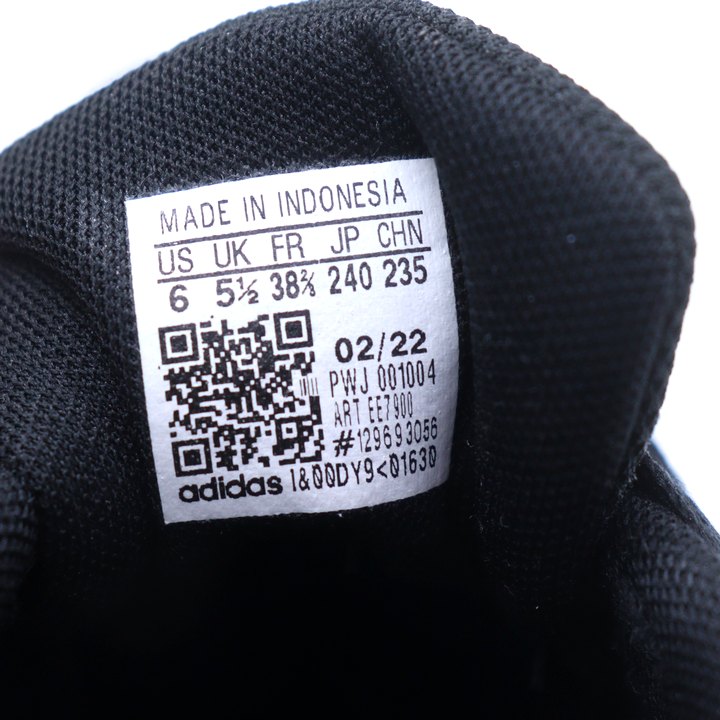 MADE IN INDONESIA
US UK FR JP CHN
6 5½ 38⅔ 240 235
02/22
PWJ 001004
ART EE7900
#129693056
adidas I&00DY9<01630